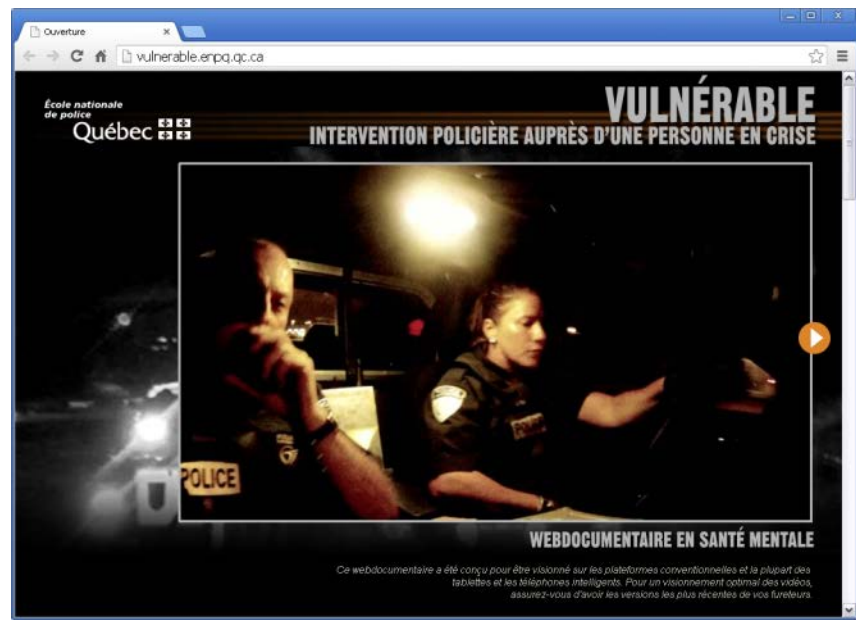 Ouverture
vulnerable.enpq.qc.ca
École nationale
de police
Québec
VULNÉRABLE
INTERVENTION POLICIÈRE AUPRÈS D'UNE PERSONNE EN CRISE
POLICE
POLICE
WEBDOCUMENTAIRE EN SANTÉ MENTALE
Ce webdocumentaire a été conçu pour être visionné sur les plateformes conventionnelles et la plupart des
tablettes et les téléphones intelligents. Pour un visionnement optimal des vidéos,
assurez-vous d'avoir les versions les plus récentes de vos fureteurs.